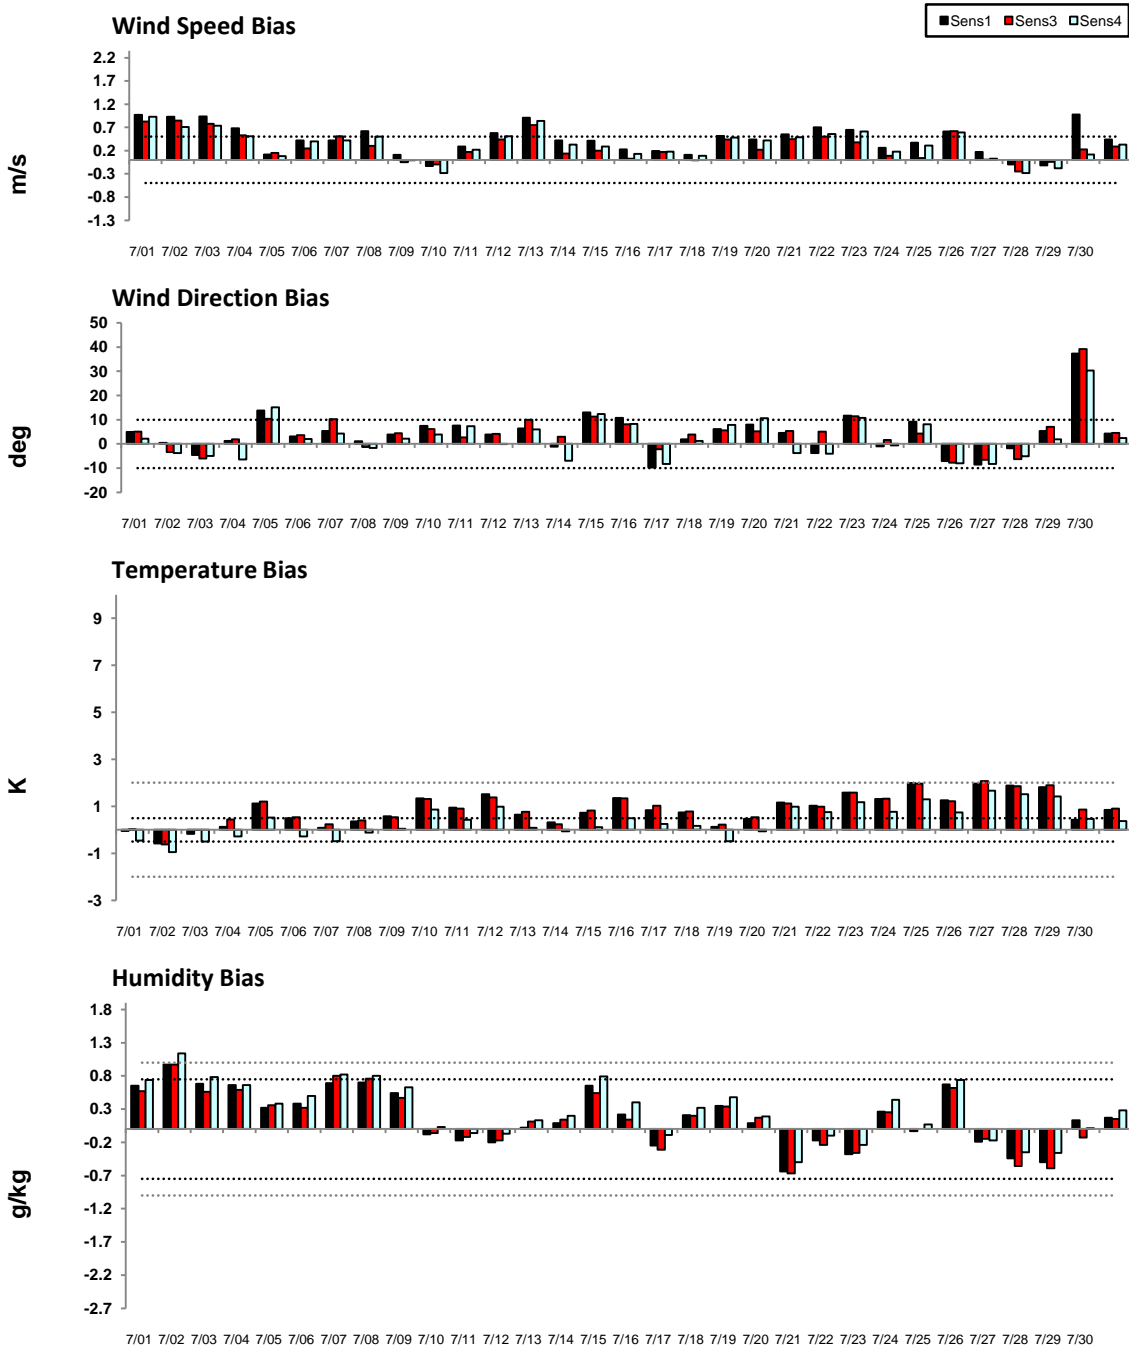 Wind Speed Bias
Sens1 Sens3 Sens4
2.2
1.7
1.2
0.7
0.2
-0.3
-0.8
-1.3
m/s
7/01 7/02 7/03 7/04 7/05 7/06 7/07 7/08 7/09 7/10 7/11 7/12 7/13 7/14 7/15 7/16 7/17 7/18 7/19 7/20 7/21 7/22 7/23 7/24 7/25 7/26 7/27 7/28 7/29 7/30
Wind Direction Bias
50
40
30
20
10
0
-10
-20
deg
7/01 7/02 7/03 7/04 7/05 7/06 7/07 7/08 7/09 7/10 7/11 7/12 7/13 7/14 7/15 7/16 7/17 7/18 7/19 7/20 7/21 7/22 7/23 7/24 7/25 7/26 7/27 7/28 7/29 7/30
Temperature Bias
9
7
5
3
1
-1
-3
K
7/01 7/02 7/03 7/04 7/05 7/06 7/07 7/08 7/09 7/10 7/11 7/12 7/13 7/14 7/15 7/16 7/17 7/18 7/19 7/20 7/21 7/22 7/23 7/24 7/25 7/26 7/27 7/28 7/29 7/30
Humidity Bias
1.8
1.3
0.8
0.3
-0.2
-0.7
-1.2
-1.7
-2.2
-2.7
g/kg
7/01 7/02 7/03 7/04 7/05 7/06 7/07 7/08 7/09 7/10 7/11 7/12 7/13 7/14 7/15 7/16 7/17 7/18 7/19 7/20 7/21 7/22 7/23 7/24 7/25 7/26 7/27 7/28 7/29 7/30